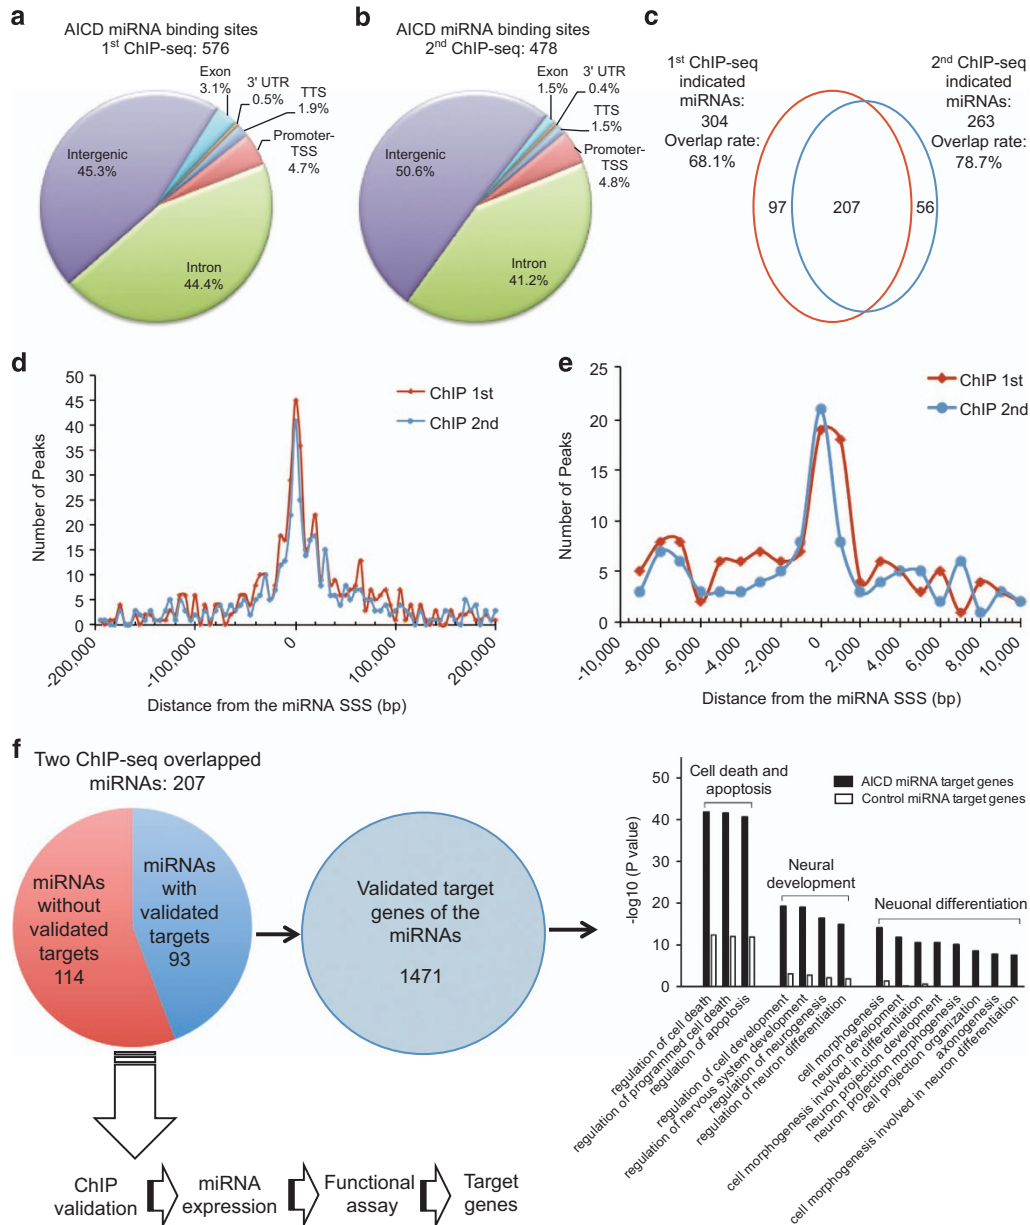 a
AICD miRNA binding sites
1st ChIP-seq: 576
Exon
3.1%
3' UTR
0.5%
TTS
1.9%
Promoter-
TSS
4.7%
Intergenic
45.3%
Intron
44.4%
b
AICD miRNA binding sites
2nd ChIP-seq: 478
Exon
1.5%
3' UTR
0.4%
TTS
1.5%
Promoter-
TSS
4.8%
Intergenic
50.6%
Intron
41.2%
c
1st ChIP-seq
indicated
miRNAs:
304
Overlap rate:
68.1%
2nd ChIP-seq
indicated
miRNAs:
263
Overlap rate:
78.7%
97
207
56
d
Number of Peaks
50
45
40
35
30
25
20
15
10
5
0
-200,000
-100,000
0
100,000
200,000
Distance from the miRNA SSS (bp)
ChIP 1st
ChIP 2nd
e
Number of Peaks
25
20
15
10
5
0
-10,000
-8,000
-6,000
-4,000
-2,000
0
2,000
4,000
6,000
8,000
10,000
Distance from the miRNA SSS (bp)
ChIP 1st
ChIP 2nd
f
Two ChIP-seq overlapped
miRNAs: 207
miRNAs
without
validated
targets
114
miRNAs
with
validated
targets
93
Validated target
genes of the
miRNAs
1471
ChIP
validation
miRNA
expression
Functional
assay
Target
genes
-log10 (P value)
50
40
30
20
10
0
Cell death and
apoptosis
AICD miRNA target genes
Control miRNA target genes
Neural
development
Neuonal differentiation
regulation of cell death
regulation of programmed cell death
regulation of apoptosis
regulation of cell development
regulation of nervous system development
regulation of neurogenesis
regulation of neuron differentiation
cell morphogenesis
neuron development
cell morphogenesis involved in differentiation
neuron projection development
neuron projection morphogenesis
cell projection organization
axonogenesis
cell morphogenesis involved in neuron differentiation